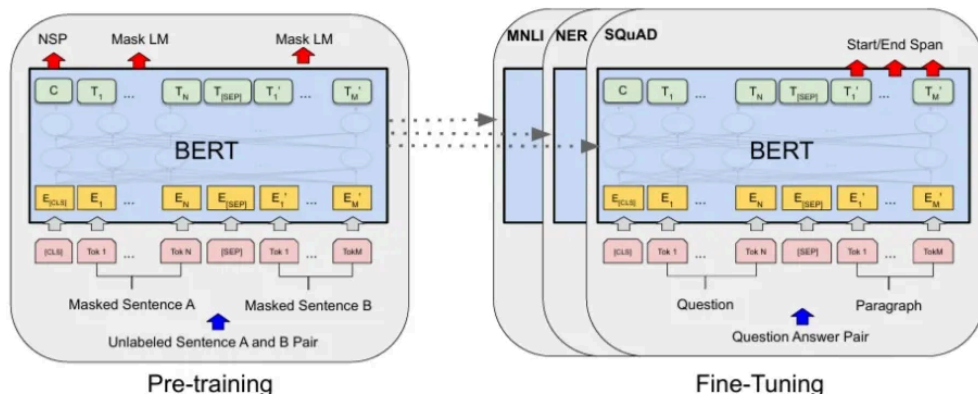 NSP Mask LM Mask LM
C T1 ... TN T[SEP] T1' ... TM'
BERT
E[CLS] E1 ... EN E[SEP] E1' ... EM'
[CLS] Tok 1 ... Tok N [SEP] Tok 1 ... TokM
Masked Sentence A Masked Sentence B
Unlabeled Sentence A and B Pair
Pre-training
MNLI NER SQuAD
Start/End Span
C T1 ... TN T[SEP] T1' ... TM'
BERT
E[CLS] E1 ... EN E[SEP] E1' ... EM'
[CLS] Tok 1 ... Tok N [SEP] Tok 1 ... TokM
Question Paragraph
Question Answer Pair
Fine-Tuning